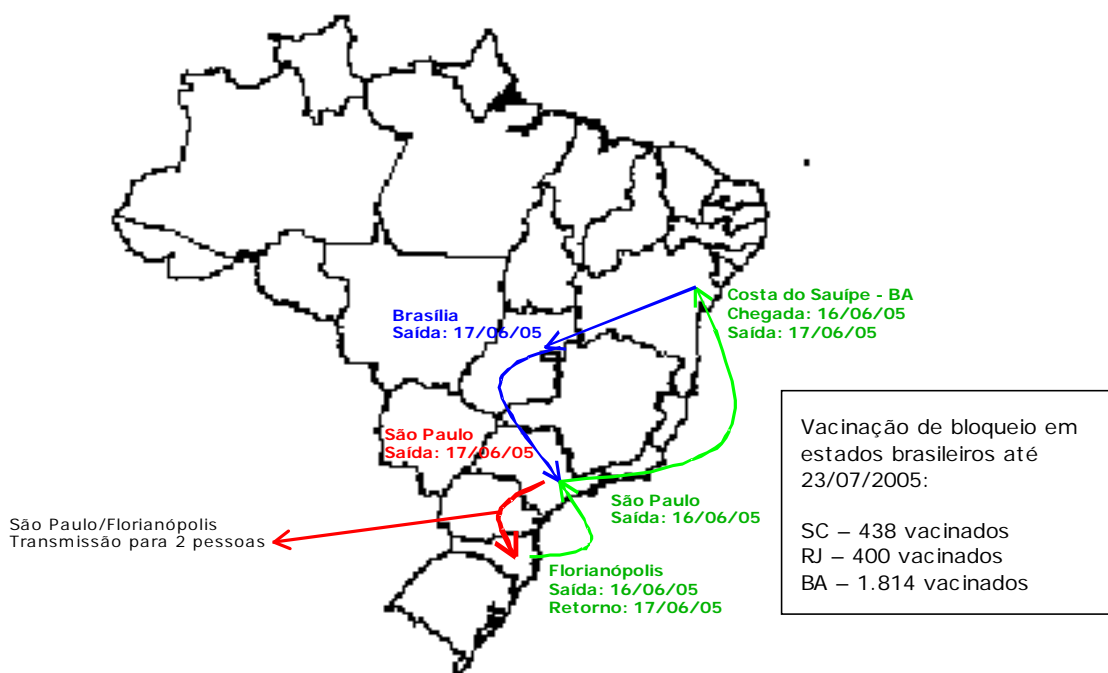 Costa do Sauípe - BA
Chegada: 16/06/05
Saída: 17/06/05
Brasília
Saída: 17/06/05
São Paulo
Saída: 17/06/05
São Paulo
Saída: 16/06/05
São Paulo/Florianópolis
Transmissão para 2 pessoas
Florianópolis
Saída: 16/06/05
Retorno: 17/06/05
Vacinação de bloqueio em
estados brasileiros até
23/07/2005:
SC – 438 vacinados
RJ – 400 vacinados
BA – 1.814 vacinados